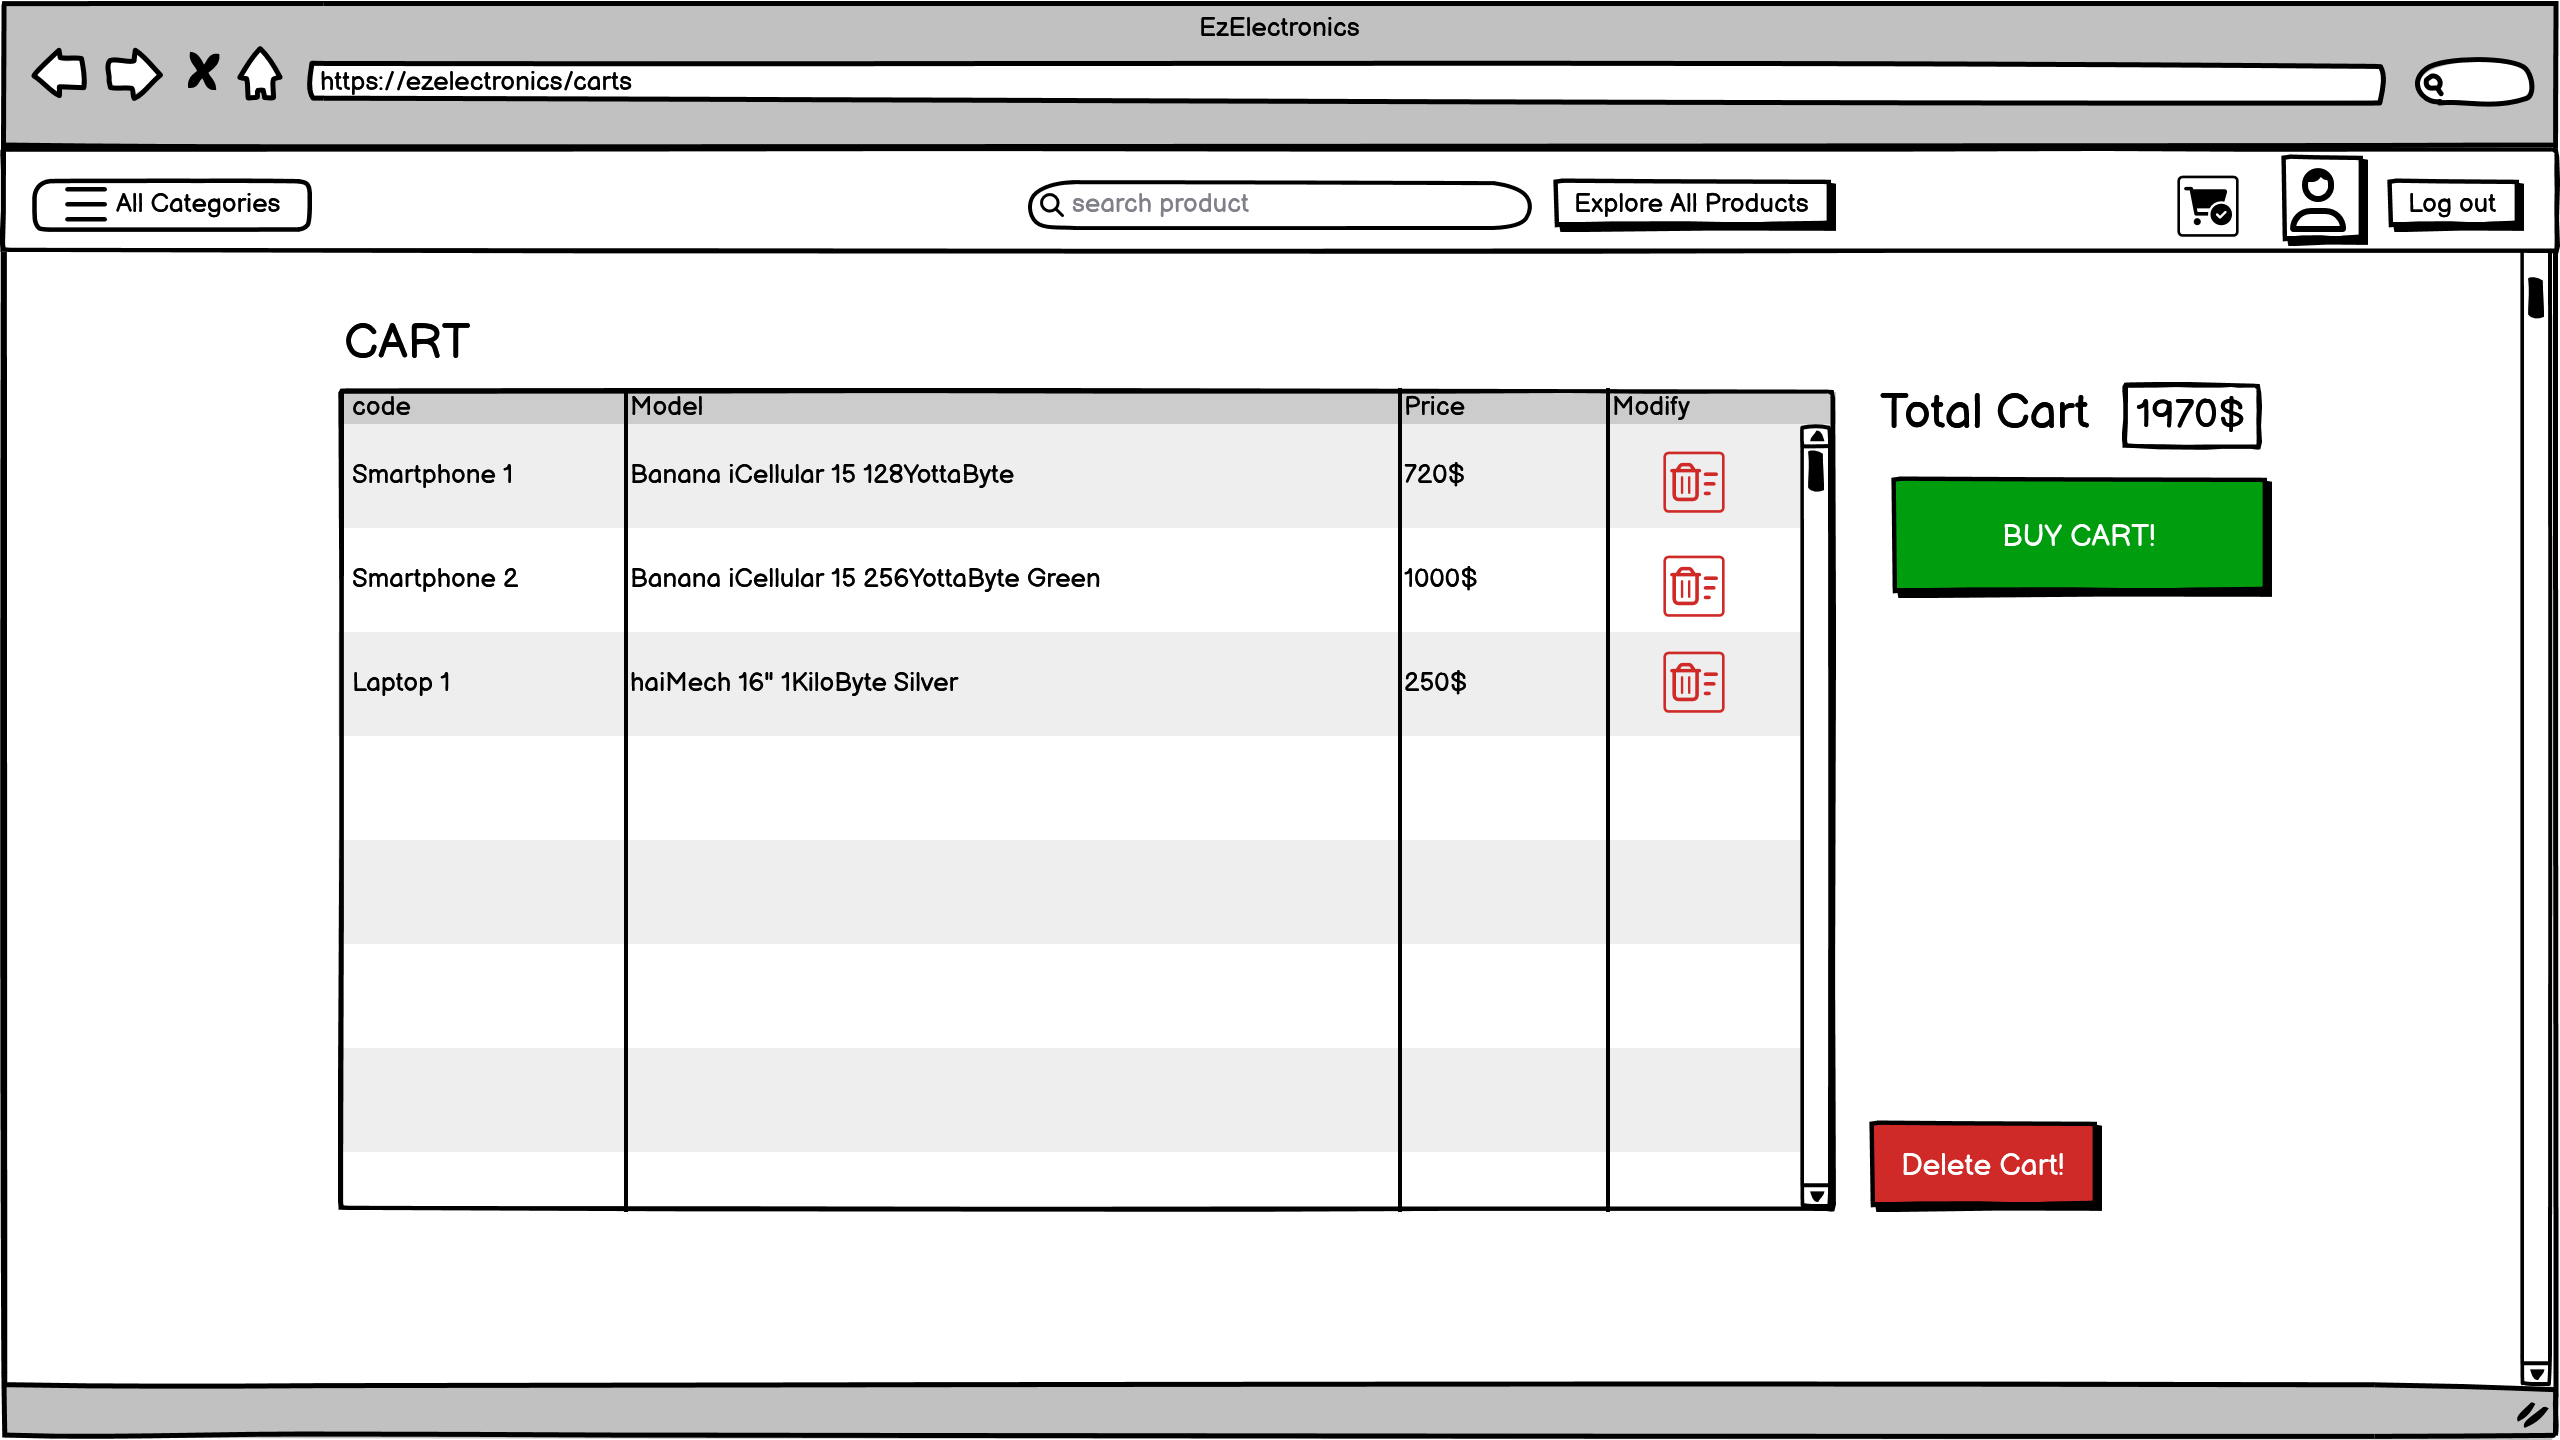 EzElectronics
https://ezelectronics/carts
All Categories
search product
Explore All Products
Log out
CART
code Model Price Modify
Total Cart 1970$
Smartphone 1 Banana iCellular 15 128YottaByte 720$
BUY CART!
Smartphone 2 Banana iCellular 15 256YottaByte Green 1000$
Laptop 1 haiMech 16" 1KiloByte Silver 250$
Delete Cart!